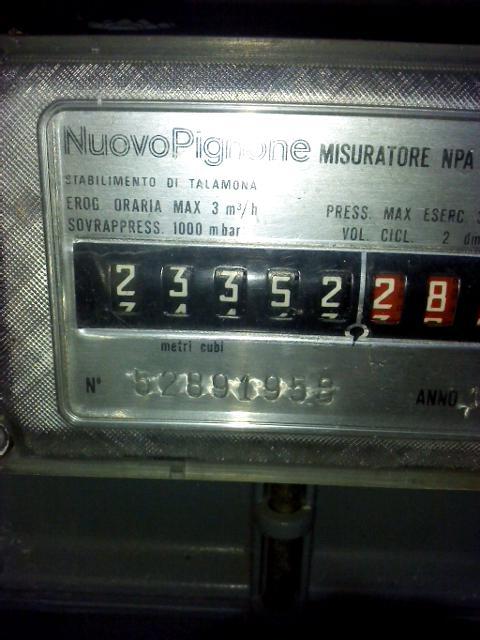 NuovoPignone MISURATORE NPA
STABILIMENTO DI TALAMONA
EROG. ORARIA MAX 3 m³/h PRESS. MAX ESERC.
SOVRAPPRESS. 1000 mbar VOL. CICL. 2 dm
2 3 3 5 2 2 8
metri cubi
N° 52891958 ANNO